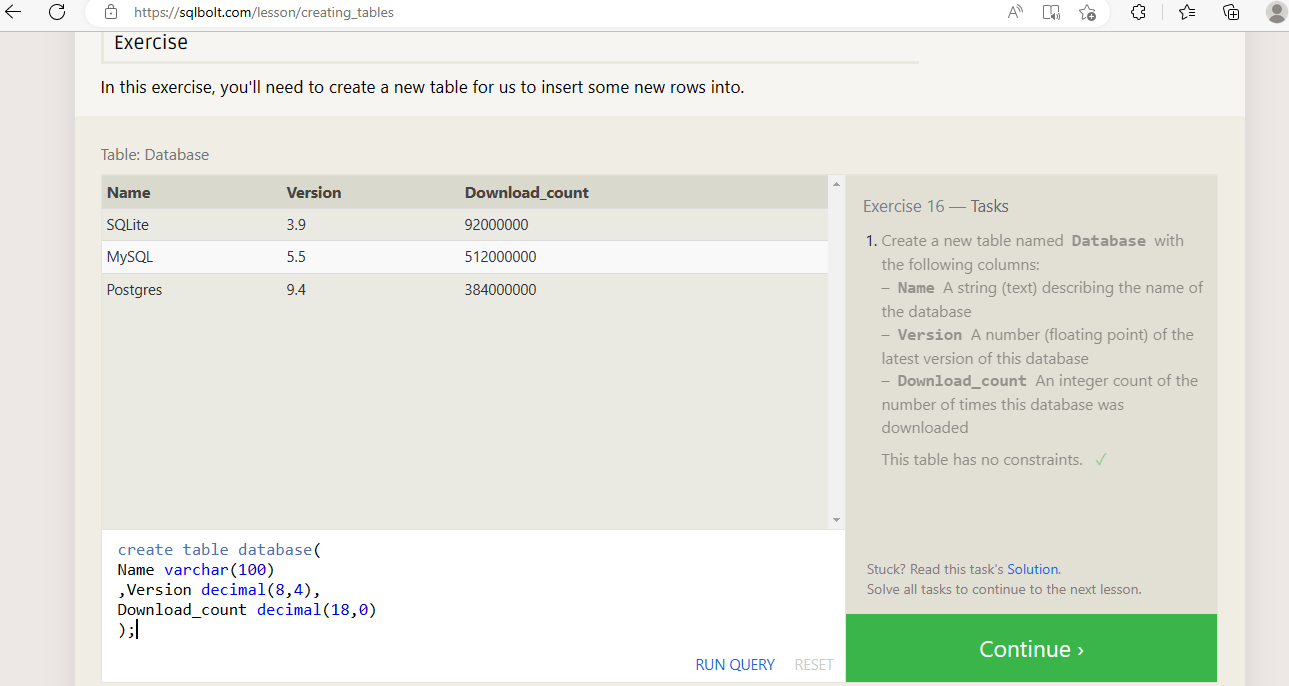 https://sqlbolt.com/lesson/creating_tables
Exercise
In this exercise, you'll need to create a new table for us to insert some new rows into.
Table: Database
Name Version Download_count
SQLite 3.9 92000000
MySQL 5.5 512000000
Postgres 9.4 384000000
create table database(
Name varchar(100)
,Version decimal(8,4),
Download_count decimal(18,0)
);
RUN QUERY RESET
Exercise 16 — Tasks
1. Create a new table named Database with
the following columns:
– Name A string (text) describing the name of
the database
– Version A number (floating point) of the
latest version of this database
– Download_count An integer count of the
number of times this database was
downloaded
This table has no constraints. ✓
Stuck? Read this task's Solution.
Solve all tasks to continue to the next lesson.
Continue ›